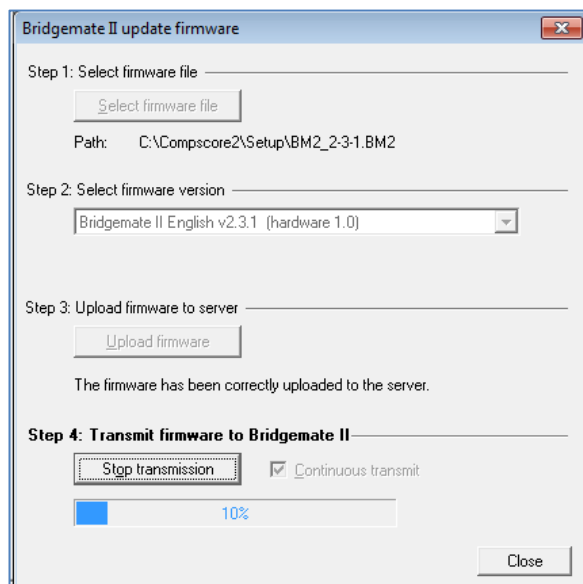 Bridgemate II update firmware
Step 1: Select firmware file
Select firmware file
Path: C:\Compscore2\Setup\BM2_2-3-1.BM2
Step 2: Select firmware version
Bridgemate II English v2.3.1 (hardware 1.0)
Step 3: Upload firmware to server
Upload firmware
The firmware has been correctly uploaded to the server.
Step 4: Transmit firmware to Bridgemate II
Stop transmission Continuous transmit
10%
Close